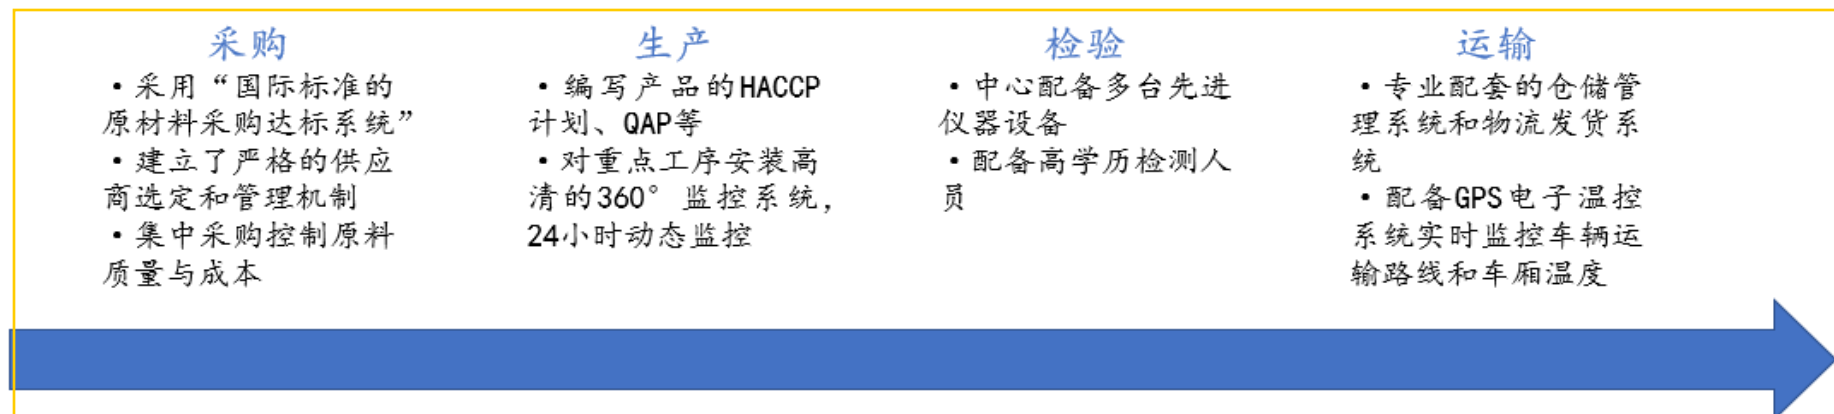 采购
•采用“国际标准的
原材料采购达标系统”
•建立了严格的供应
商选定和管理机制
•集中采购控制原料
质量与成本
生产
•编写产品的HACCP
计划、QAP等
•对重点工序安装高
清的360°监控系统，
24小时动态监控
检验
•中心配备多台先进
仪器设备
•配备高学历检测人
员
运输
•专业配套的仓储管
理系统和物流发货系
统
•配备GPS电子温控
系统实时监控车辆运
输路线和车厢温度